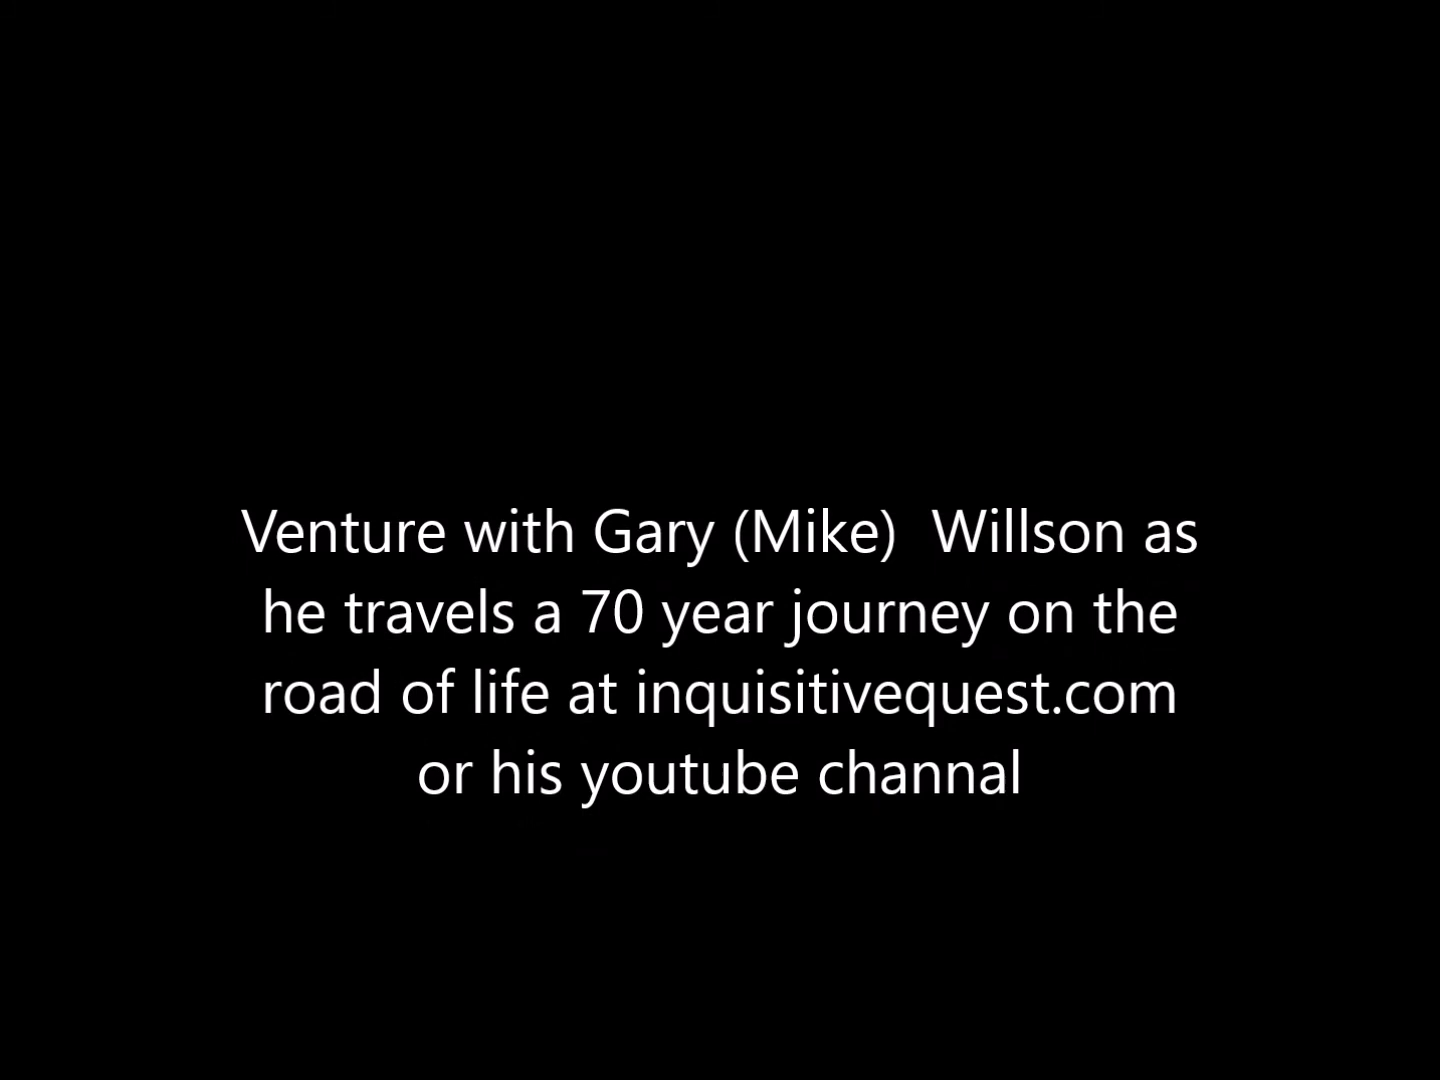 Venture with Gary (Mike)  Willson as
he travels a 70 year journey on the
road of life at inquisitivequest.com
or his youtube channal